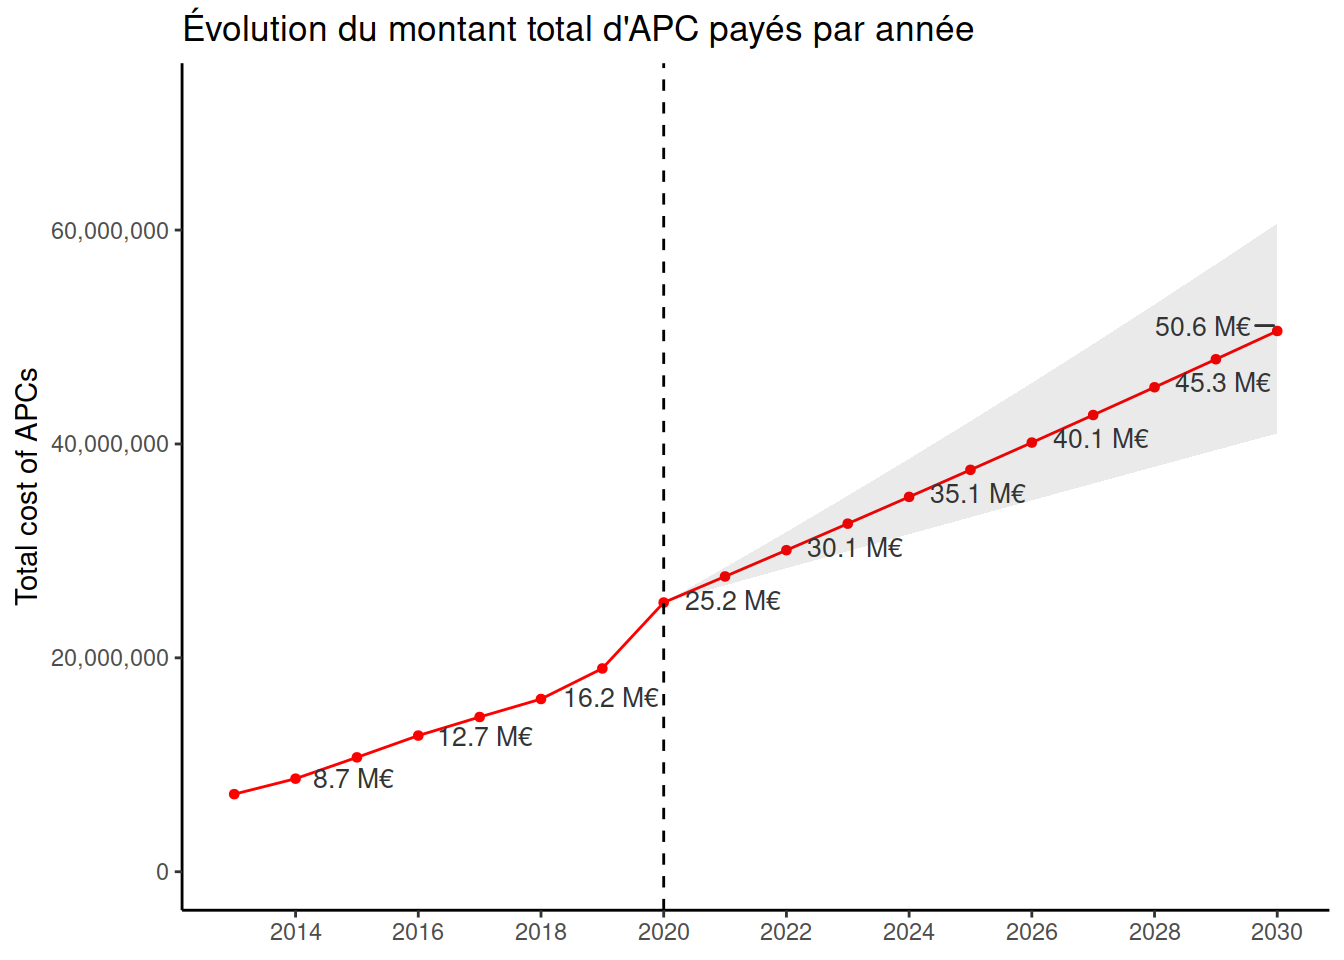 Évolution du montant total d'APC payés par année
Total cost of APCs
60,000,000
40,000,000
20,000,000
0
50.6 M€
45.3 M€
40.1 M€
35.1 M€
30.1 M€
25.2 M€
16.2 M€
12.7 M€
8.7 M€
2014 2016 2018 2020 2022 2024 2026 2028 2030